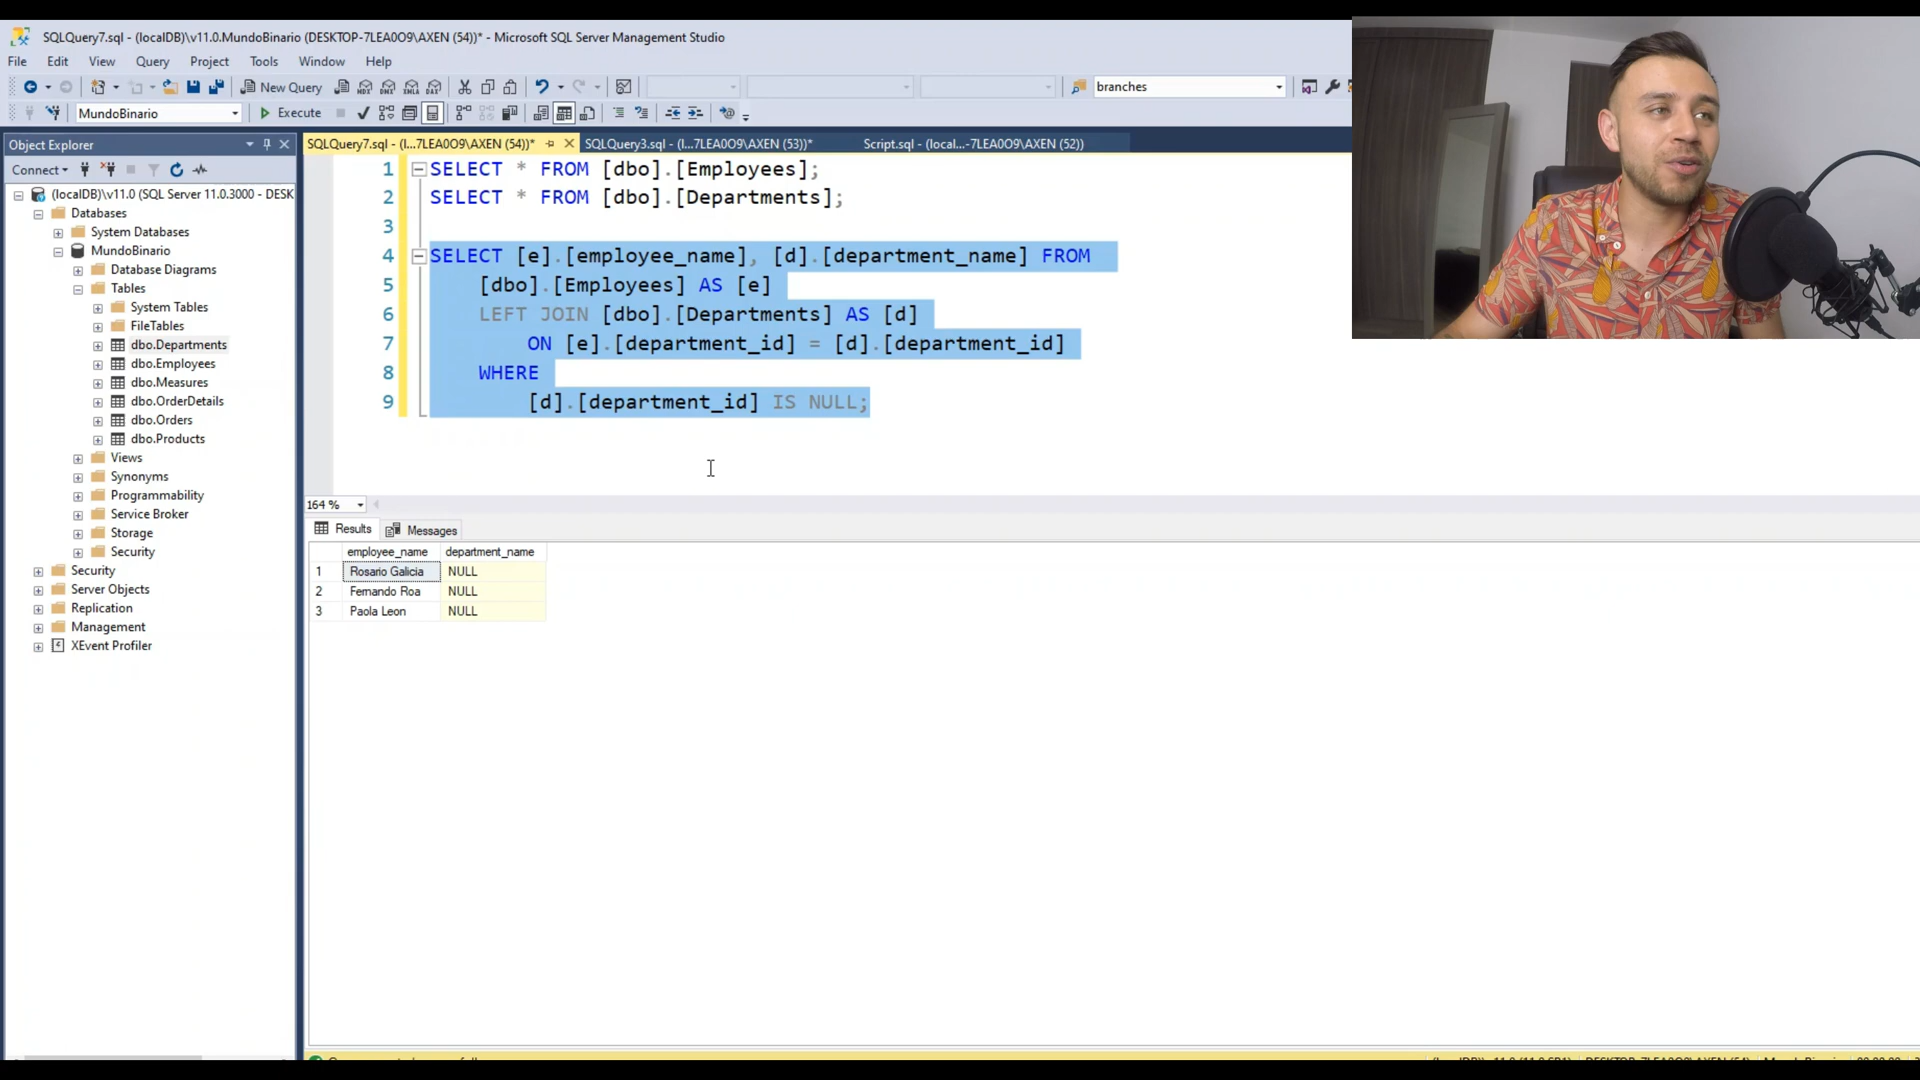 SQLQuery7.sql - (localDB)\v11.0.MundoBinario (DESKTOP-7LEA0O9\AXEN (54))* - Microsoft SQL Server Management Studio
File Edit View Query Project Tools Window Help
New Query branches
MundoBinario Execute
Object Explorer
Connect
(localDB)\v11.0 (SQL Server 11.0.3000 - DESK
Databases
System Databases
MundoBinario
Database Diagrams
Tables
System Tables
FileTables
dbo.Departments
dbo.Employees
dbo.Measures
dbo.OrderDetails
dbo.Orders
dbo.Products
Views
Synonyms
Programmability
Service Broker
Storage
Security
Security
Server Objects
Replication
Management
XEvent Profiler
SQLQuery7.sql - (l...7LEA0O9\AXEN (54))* SQLQuery3.sql - (l...7LEA0O9\AXEN (53))* Script.sql - (local...-7LEA0O9\AXEN (52))
1 SELECT * FROM [dbo].[Employees];
2 SELECT * FROM [dbo].[Departments];
3
4 SELECT [e].[employee_name], [d].[department_name] FROM
5 [dbo].[Employees] AS [e]
6 LEFT JOIN [dbo].[Departments] AS [d]
7 ON [e].[department_id] = [d].[department_id]
8 WHERE
9 [d].[department_id] IS NULL;
164 %
Results Messages
employee_name department_name
1 Rosario Galicia NULL
2 Fernando Roa NULL
3 Paola Leon NULL